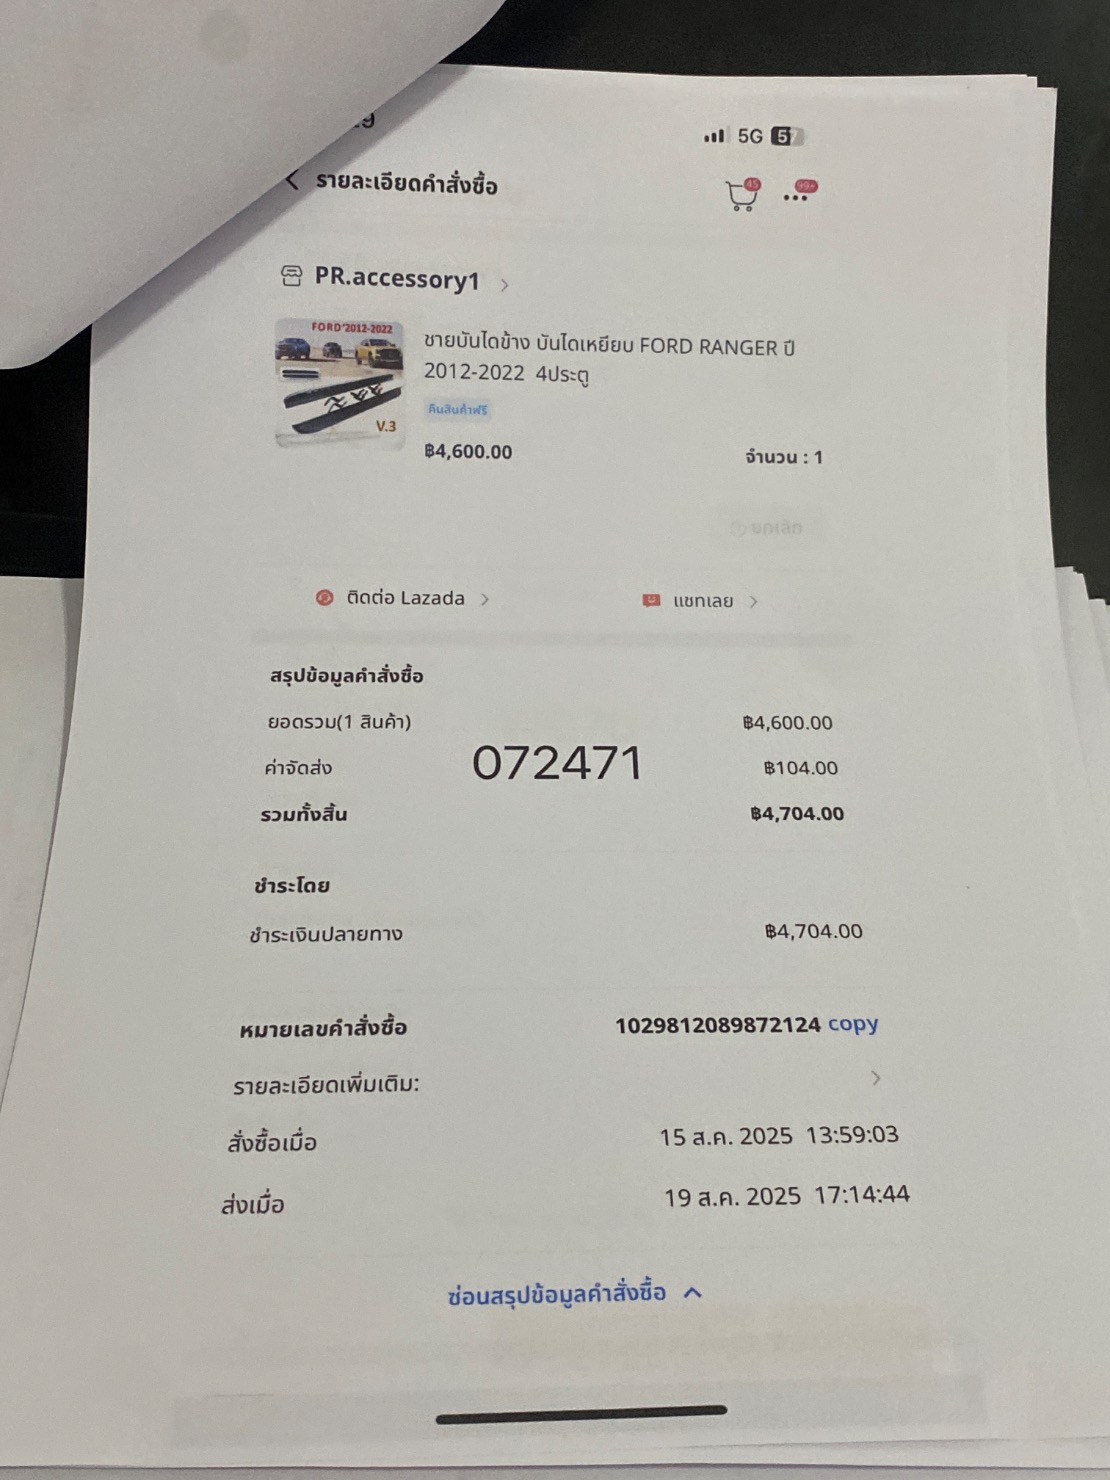 5G 57
รายละเอียดคำสั่งซื้อ
45
99+
PR.accessory1
FORD'2012-2022
V.3
ชายบันไดข้าง บันไดเหยียบ FORD RANGER ปี
2012-2022 4ประตู
คืนสินค้าฟรี
฿4,600.00
จำนวน : 1
ยกเลิก
ติดต่อ Lazada
แชทเลย
สรุปข้อมูลคำสั่งซื้อ
ยอดรวม(1 สินค้า) ฿4,600.00
072471
ค่าจัดส่ง ฿104.00
รวมทั้งสิ้น ฿4,704.00
ชำระโดย
ชำระเงินปลายทาง ฿4,704.00
หมายเลขคำสั่งซื้อ 1029812089872124 copy
รายละเอียดเพิ่มเติม:
สั่งซื้อเมื่อ 15 ส.ค. 2025 13:59:03
ส่งเมื่อ 19 ส.ค. 2025 17:14:44
ซ่อนสรุปข้อมูลคำสั่งซื้อ